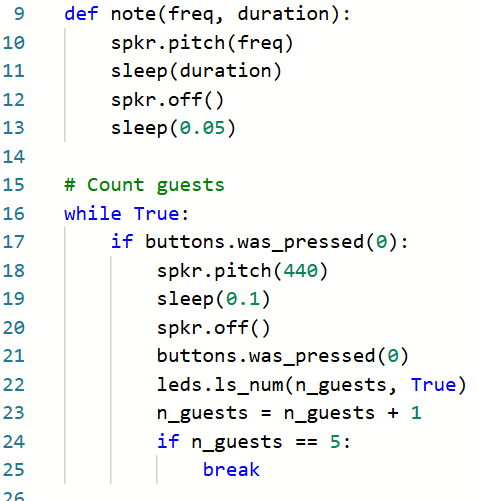 9 def note(freq, duration):
10     spkr.pitch(freq)
11     sleep(duration)
12     spkr.off()
13     sleep(0.05)
14
15 # Count guests
16 while True:
17     if buttons.was_pressed(0):
18         spkr.pitch(440)
19         sleep(0.1)
20         spkr.off()
21         buttons.was_pressed(0)
22         leds.ls_num(n_guests, True)
23         n_guests = n_guests + 1
24         if n_guests == 5:
25             break
26